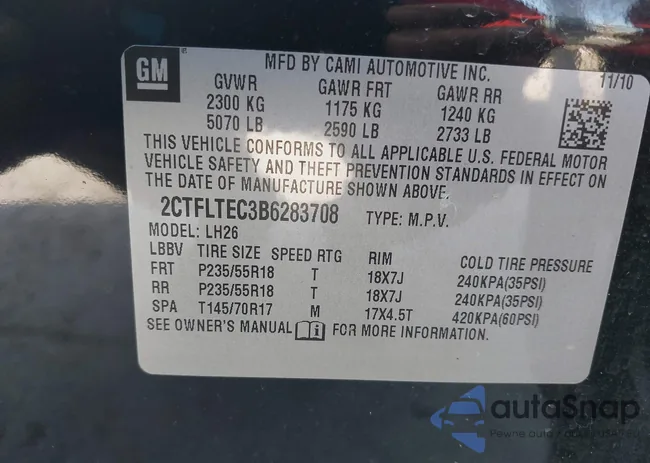 GM
MFD BY CAMI AUTOMOTIVE INC.
11/10
GVWR GAWR FRT GAWR RR
2300 KG 1175 KG 1240 KG
5070 LB 2590 LB 2733 LB
THIS VEHICLE CONFORMS TO ALL APPLICABLE U.S. FEDERAL MOTOR
VEHICLE SAFETY AND THEFT PREVENTION STANDARDS IN EFFECT ON
THE DATE OF MANUFACTURE SHOWN ABOVE.
2CTFLTEC3B6283708 TYPE: M.P.V.
MODEL: LH26
LBBV TIRE SIZE SPEED RTG RIM COLD TIRE PRESSURE
FRT P235/55R18 T 18X7J 240KPA(35PSI)
RR P235/55R18 T 18X7J 240KPA(35PSI)
SPA T145/70R17 M 17X4.5T 420KPA(60PSI)
SEE OWNER'S MANUAL FOR MORE INFORMATION.
autoSnap
Pewne auto